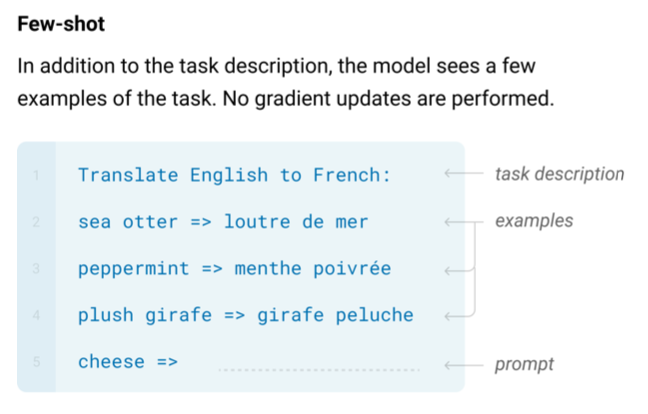 Few-shot
In addition to the task description, the model sees a few
examples of the task. No gradient updates are performed.
1 Translate English to French: task description
2 sea otter => loutre de mer examples
3 peppermint => menthe poivrée
4 plush girafe => girafe peluche
5 cheese => prompt